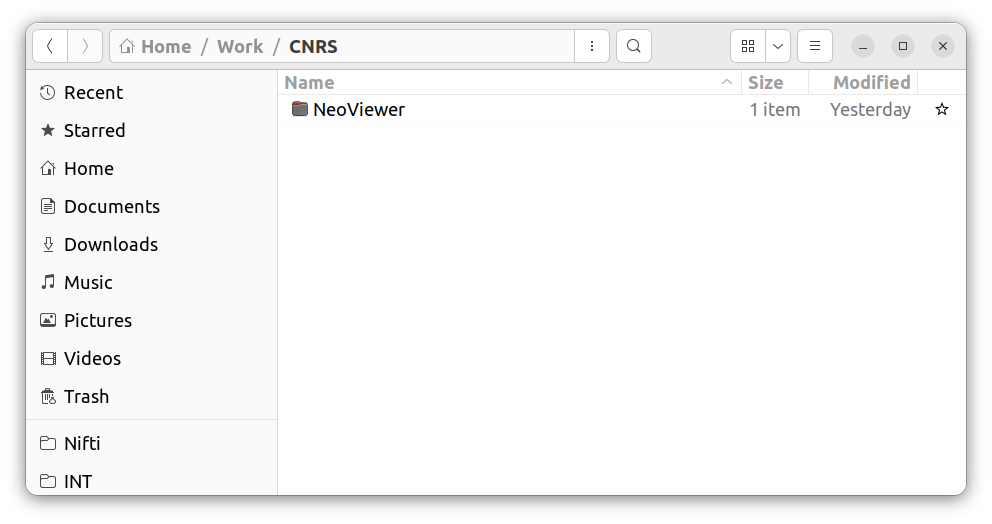 Home / Work / CNRS
Name Size Modified
NeoViewer 1 item Yesterday
Recent
Starred
Home
Documents
Downloads
Music
Pictures
Videos
Trash
Nifti
INT